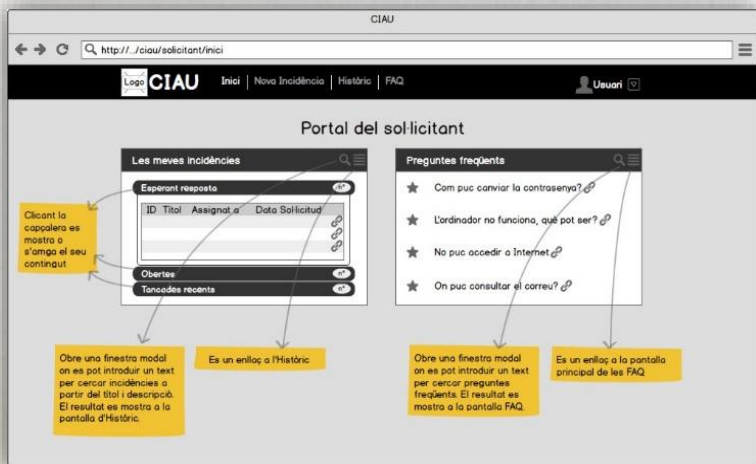 CIAU
http://../ciau/solicitant/inici
Logo CIAU Inici Nova Incidència Històric FAQ Usuari
Portal del sol·licitant
Les meves incidències
Esperant resposta nº
ID Títol Assignat a Data Sol·licitud
Obertes nº
Tancades recents nº
Preguntes freqüents
Com puc canviar la contrasenya?
L'ordinador no funciona, què pot ser?
No puc accedir a Internet
On puc consultar el correu?
Clicant la
capçalera es
mostra o
s'amaga el seu
contingut
Obre una finestra modal
on es pot introduir un text
per cercar incidències a
partir del títol i descripció.
El resultat es mostra a la
pantalla d'Històric.
Es un enllaç a l'Històric
Obre una finestra modal
on es pot introduir un text
per cercar preguntes
freqüents. El resultat es
mostra a la pantalla FAQ.
Es un enllaç a la pantalla
principal de les FAQ